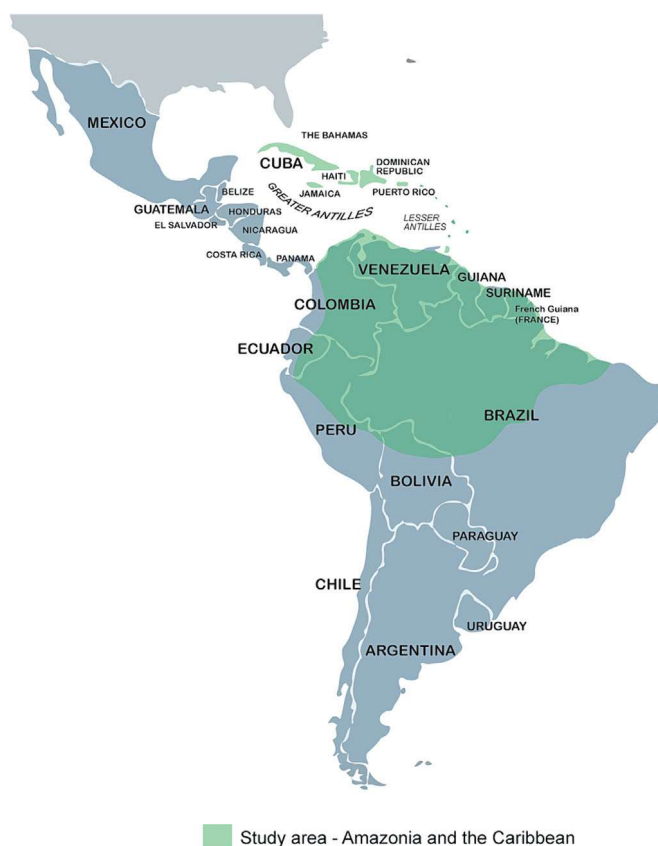 MEXICO
THE BAHAMAS
CUBA
DOMINICAN
REPUBLIC
HAITI
JAMAICA
PUERTO RICO
GREATER ANTILLES
LESSER
ANTILLES
BELIZE
GUATEMALA
HONDURAS
EL SALVADOR
NICARAGUA
COSTA RICA
PANAMA
VENEZUELA
GUIANA
SURINAME
French Guiana
(FRANCE)
COLOMBIA
ECUADOR
BRAZIL
PERU
BOLIVIA
PARAGUAY
CHILE
URUGUAY
ARGENTINA
Study area - Amazonia and the Caribbean